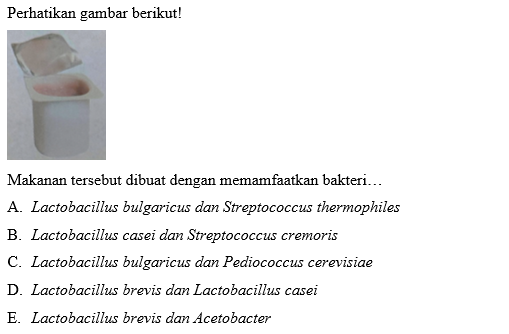 Perhatikan gambar berikut!
Makanan tersebut dibuat dengan memamfaatkan bakteri…
A. Lactobacillus bulgaricus dan Streptococcus thermophiles
B. Lactobacillus casei dan Streptococcus cremoris
C. Lactobacillus bulgaricus dan Pediococcus cerevisiae
D. Lactobacillus brevis dan Lactobacillus casei
E. Lactobacillus brevis dan Acetobacter